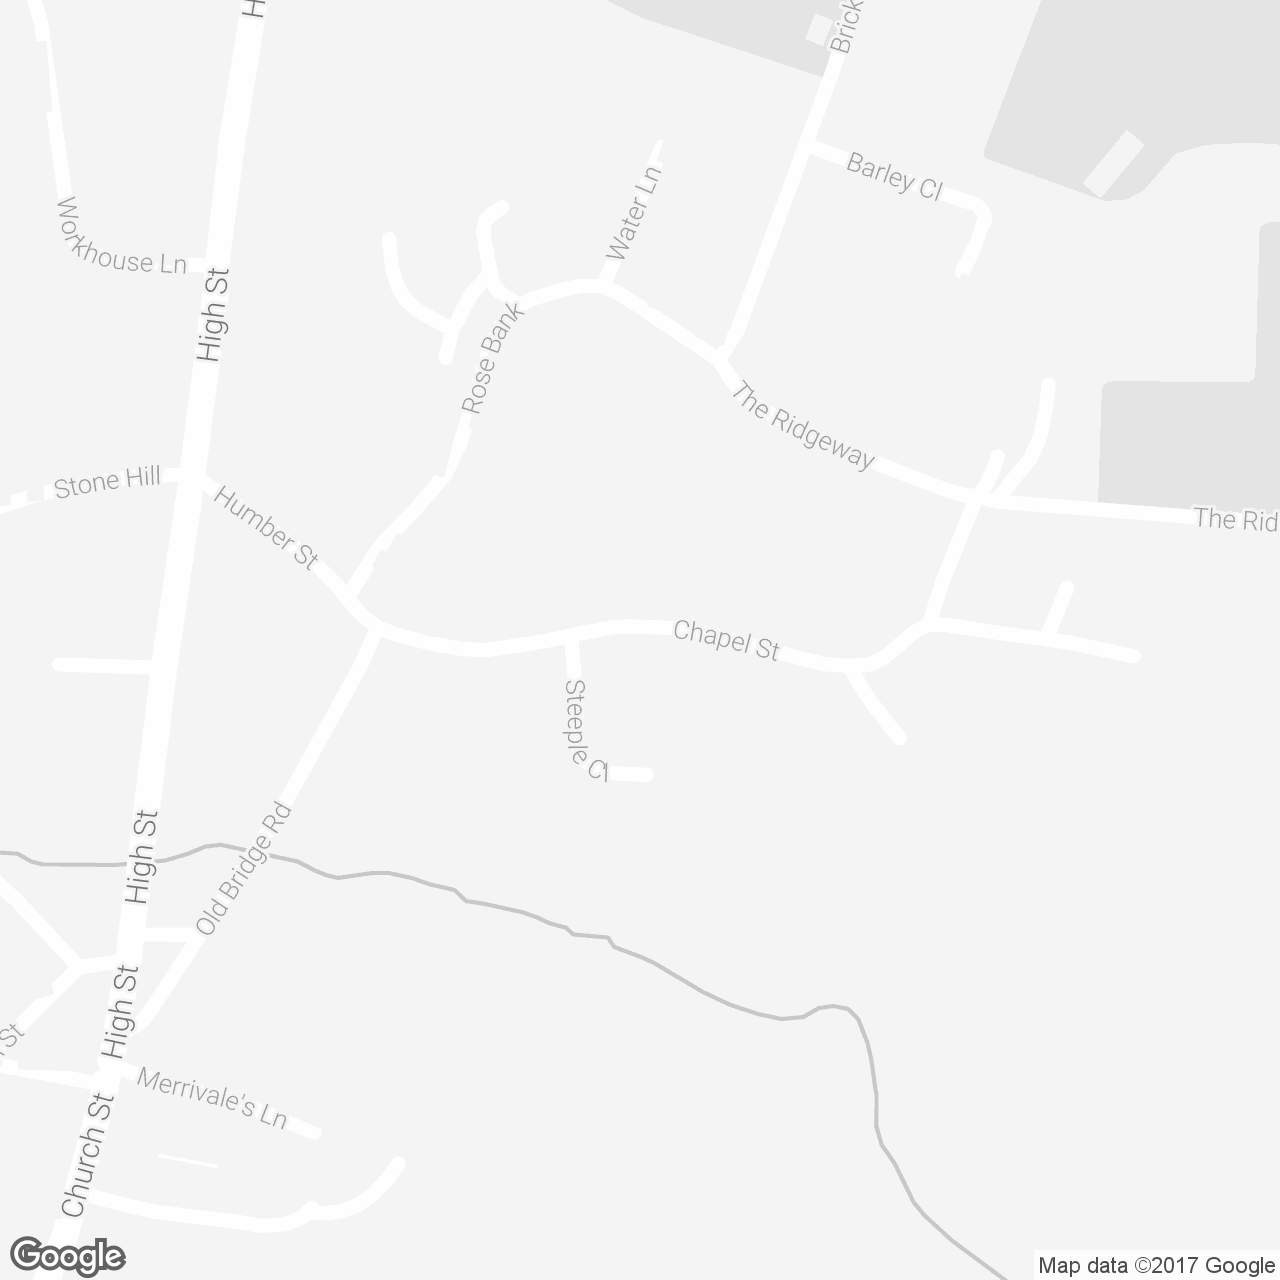 H
Brick
Barley Cl
Water Ln
Workhouse Ln
High St
Rose Bank
The Ridgeway
Stone Hill
Humber St
The Rid
Chapel St
Steeple Cl
High St
Old Bridge Rd
High St
St
Merrivale's Ln
Church St
Google
Map data ©2017 Google